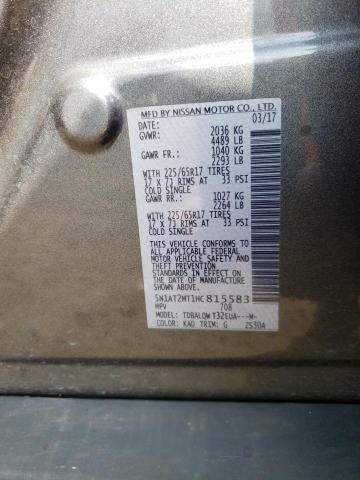 MFD BY NISSAN MOTOR CO., LTD.
DATE: 03/17
GVWR: 2036 KG
4489 LB
GAWR FR.: 1040 KG
2293 LB
WITH 225/65R17 TIRES
17 X 7J RIMS AT 33 PSI
COLD SINGLE
GAWR RR.: 1027 KG
2264 LB
WITH 225/65R17 TIRES
17 X 7J RIMS AT 33 PSI
COLD SINGLE
THIS VEHICLE CONFORMS TO
ALL APPLICABLE FEDERAL
MOTOR VEHICLE SAFETY AND
THEFT PREVENTION
STANDARDS IN EFFECT ON
THE DATE OF MANUFACTURE
SHOWN ABOVE.
5N1AT2MT1HC815583
MPV 708
MODEL: TDBALQWT32EUA---M-
COLOR: KAD TRIM: G ZS30A